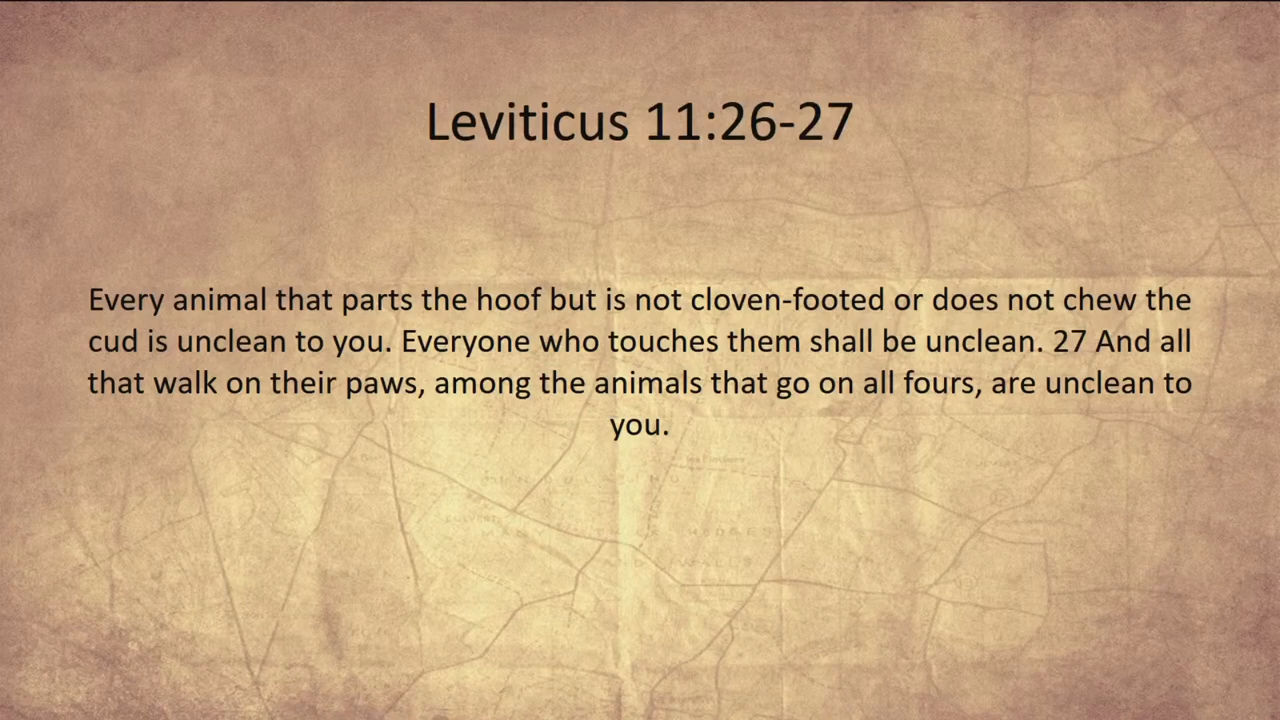 Leviticus 11:26-27
Every animal that parts the hoof but is not cloven-footed or does not chew the
cud is unclean to you. Everyone who touches them shall be unclean. 27 And all
that walk on their paws, among the animals that go on all fours, are unclean to
you.